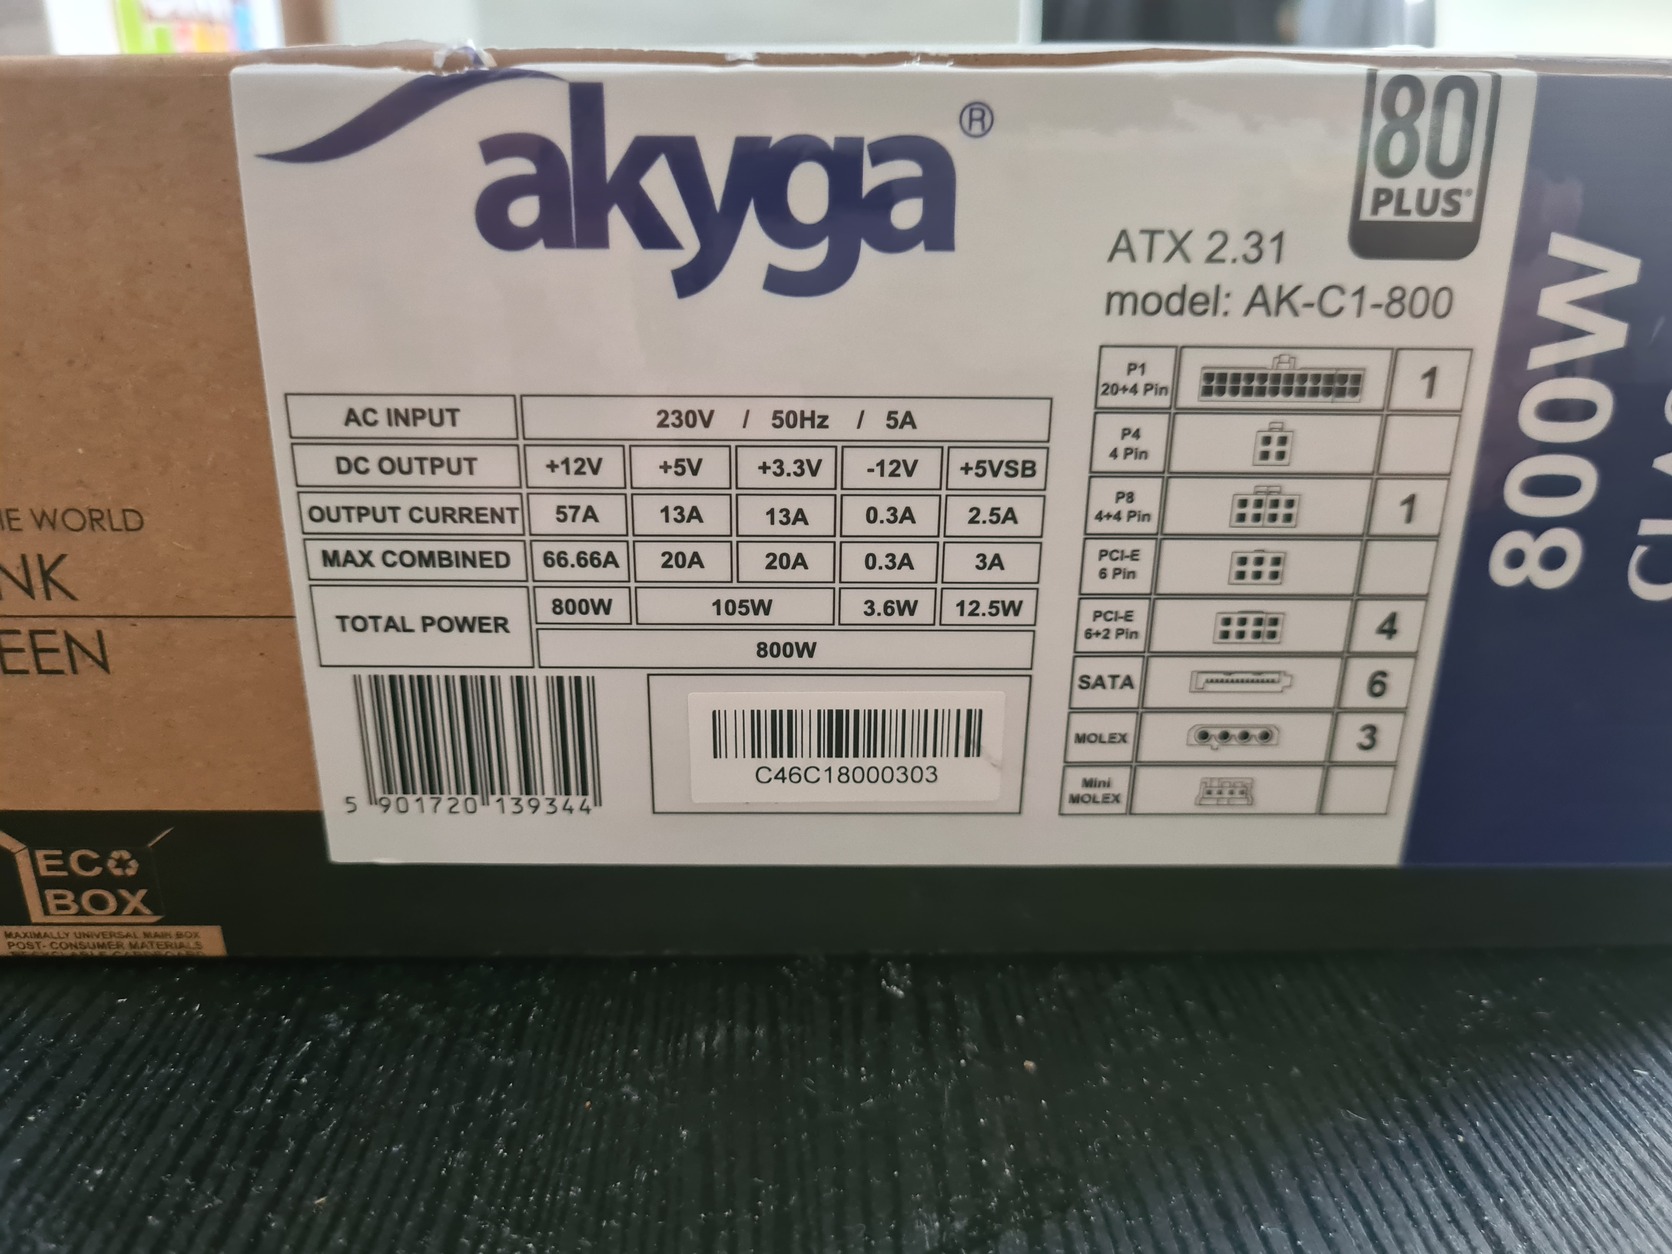 akyga®
80
PLUS®
ATX 2.31
model: AK-C1-800
AC INPUT 230V / 50Hz / 5A
DC OUTPUT +12V +5V +3.3V -12V +5VSB
OUTPUT CURRENT 57A 13A 13A 0.3A 2.5A
MAX COMBINED 66.66A 20A 20A 0.3A 3A
TOTAL POWER 800W 105W 3.6W 12.5W
800W
5 901720 139344
C46C18000303
P1
20+4 Pin 1
P4
4 Pin
P8
4+4 Pin 1
PCI-E
6 Pin
PCI-E
6+2 Pin 4
SATA 6
MOLEX 3
Mini
MOLEX
800W
WORLD
NK
EEN
ECO
BOX
MAXIMALLY UNIVERSAL MAIN BOX
POST-CONSUMER MATERIALS